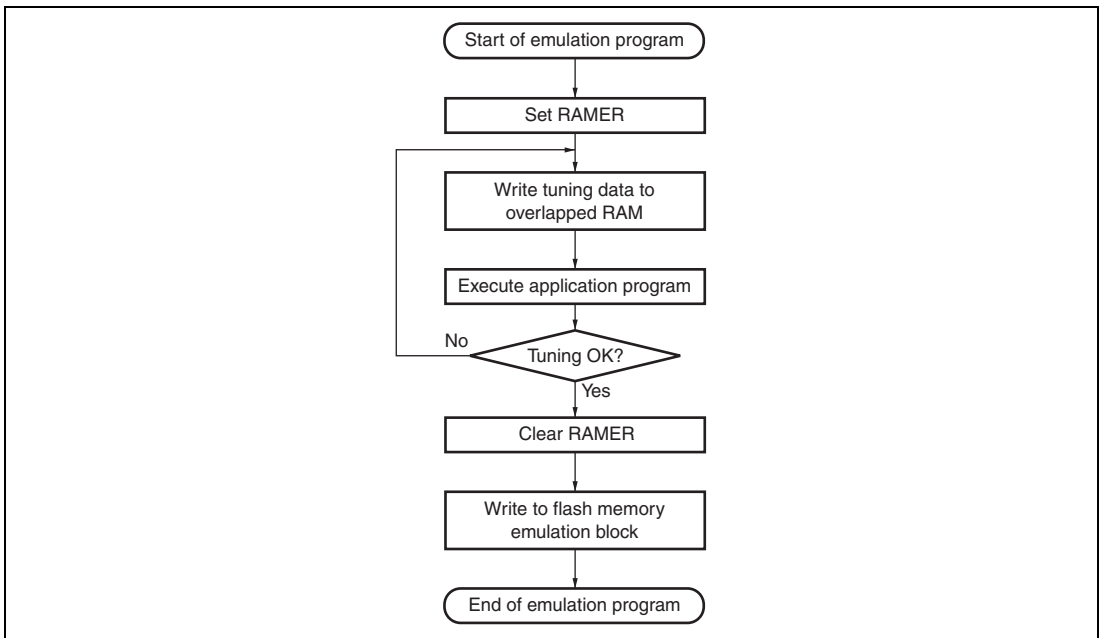 Start of emulation program
Set RAMER
Write tuning data to
overlapped RAM
Execute application program
No
Tuning OK?
Yes
Clear RAMER
Write to flash memory
emulation block
End of emulation program